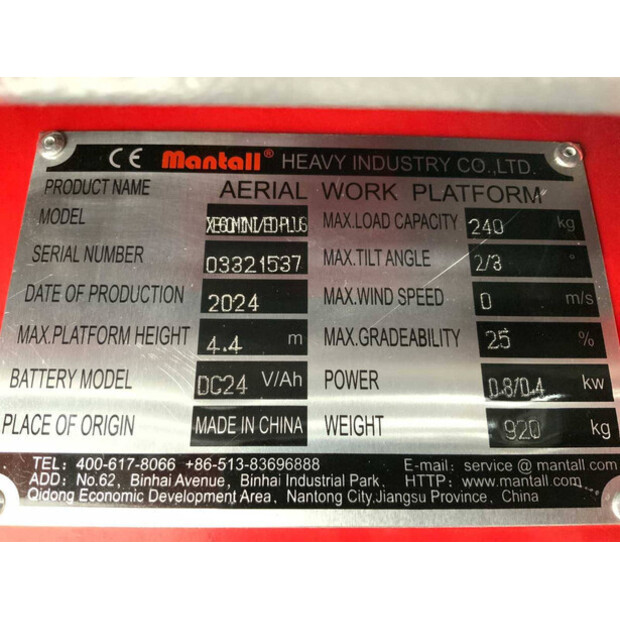 CE Mantall® HEAVY INDUSTRY CO.,LTD.
PRODUCT NAME AERIAL WORK PLATFORM
MODEL MAX.LOAD CAPACITY 240 kg
SERIAL NUMBER 03321537 MAX.TILT ANGLE 2/3 °
DATE OF PRODUCTION 2024 MAX.WIND SPEED 0 m/s
MAX.PLATFORM HEIGHT 4.4 m MAX.GRADEABILITY 25 %
BATTERY MODEL DC24 V/Ah POWER 0.8/0.4 kw
PLACE OF ORIGIN MADE IN CHINA WEIGHT 920 kg
TEL: 400-617-8066 +86-513-83696888 E-mail: service @ mantall com
ADD: No.62, Binhai Avenue, Binhai Industrial Park, HTTP: www.mantall.com
Qidong Economic Development Area, Nantong City,Jiangsu Province, China